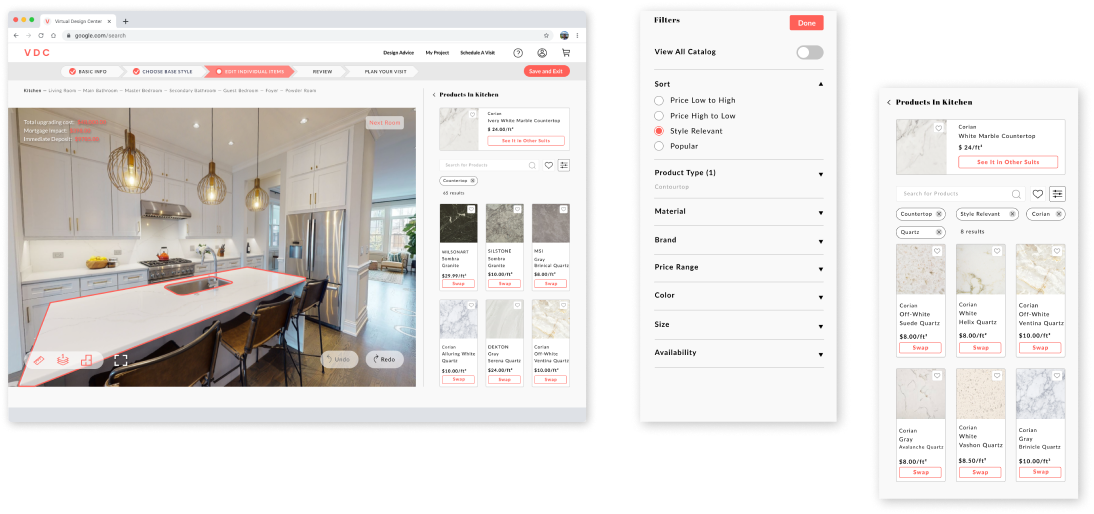 Virtual Design Center
google.com/search
VDC
Design Advice
My Project
Schedule A Visit
BASIC INFO
CHOOSE BASE STYLE
EDIT INDIVIDUAL ITEMS
REVIEW
PLAN YOUR VISIT
Save and Exit
Kitchen — Living Room — Main Bathroom — Master Bedroom — Secondary Bathroom — Guest Bedroom — Foyer — Powder Room
Total upgrading cost:
Mortgage Impact:
Immediate Deposit:
Next Room
Undo
Redo
Products In Kitchen
Corian
Ivory White Marble Countertop
$ 24.00/ft²
See It in Other Suits
Search for Products
Countertop
65 results
WILSONART
Sombra
Granite
$29.99/ft²
Swap
SILSTONE
Sombra
Granite
$10.00/ft²
Swap
MSI
Gray
Brinical Quartz
$8.00/ft²
Swap
Corian
Alluring White
Quartz
$10.00/ft²
Swap
DEKTON
Gray
Serena Quartz
$24.00/ft²
Swap
Corian
Off-White
Ventina Quartz
$10.00/ft²
Swap
Filters
Done
View All Catalog
Sort
Price Low to High
Price High to Low
Style Relevant
Popular
Product Type (1)
Contourtop
Material
Brand
Price Range
Color
Size
Availability
Products In Kitchen
Corian
White Marble Countertop
$ 24/ft²
See It in Other Suits
Search for Products
Countertop
Style Relevant
Corian
Quartz
8 results
Corian
Off-White
Suede Quartz
$8.00/ft²
Swap
Corian
White
Helix Quartz
$8.00/ft²
Swap
Corian
Off-White
Ventina Quartz
$10.00/ft²
Swap
Corian
Gray
Avalanche Quartz
$8.00/ft²
Swap
Corian
White
Vashon Quartz
$8.50/ft²
Swap
Corian
Gray
Brinicle Quartz
$10.00/ft²
Swap